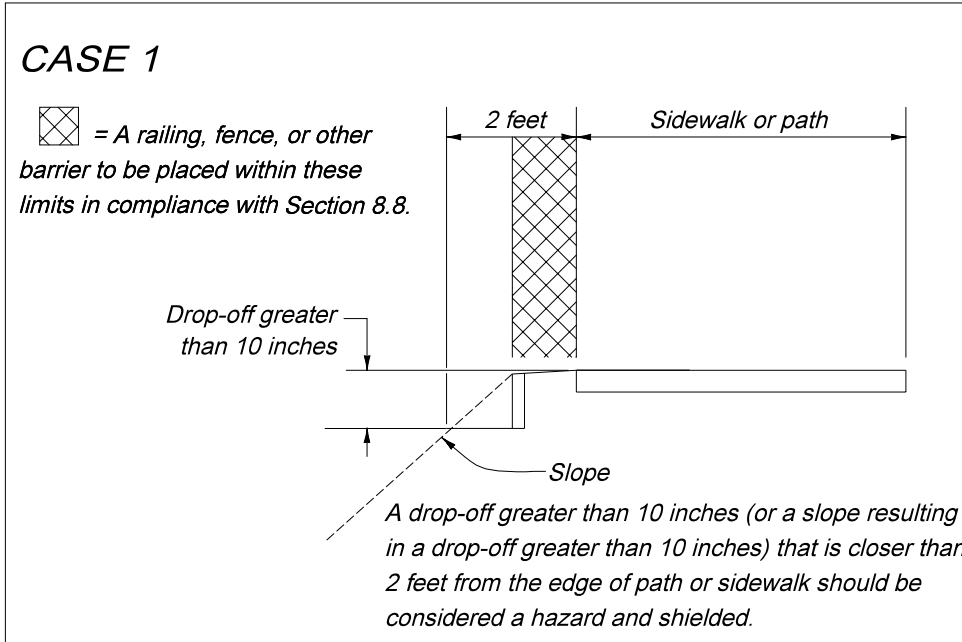 CASE 1
= A railing, fence, or other
barrier to be placed within these
limits in compliance with Section 8.8.
2 feet
Sidewalk or path
Drop-off greater
than 10 inches
Slope
A drop-off greater than 10 inches (or a slope resulting
in a drop-off greater than 10 inches) that is closer than
2 feet from the edge of path or sidewalk should be
considered a hazard and shielded.